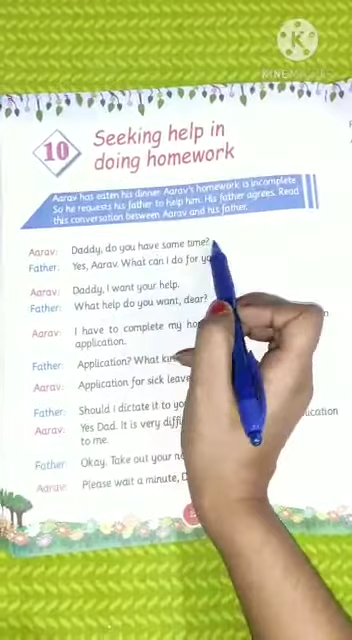 KINEMASTER
10
Seeking help in
doing homework
Aarav has eaten his dinner. Aarav's homework is incomplete
So he requests his father to help him. His father agrees. Read
this conversation between Aarav and his father.
Aarav: Daddy, do you have some time?
Father: Yes, Aarav. What can I do for
Aarav: Daddy, I want your help.
Father: What help do you want, dear?
Aarav: I have to complete my
application.
Father: Application? What
Aarav: Application for sick leave
Father: Should I dictate it to
Aarav: Yes Dad. It is very
to me.
Father: Okay. Take out your
Aarav: Please wait a minute,